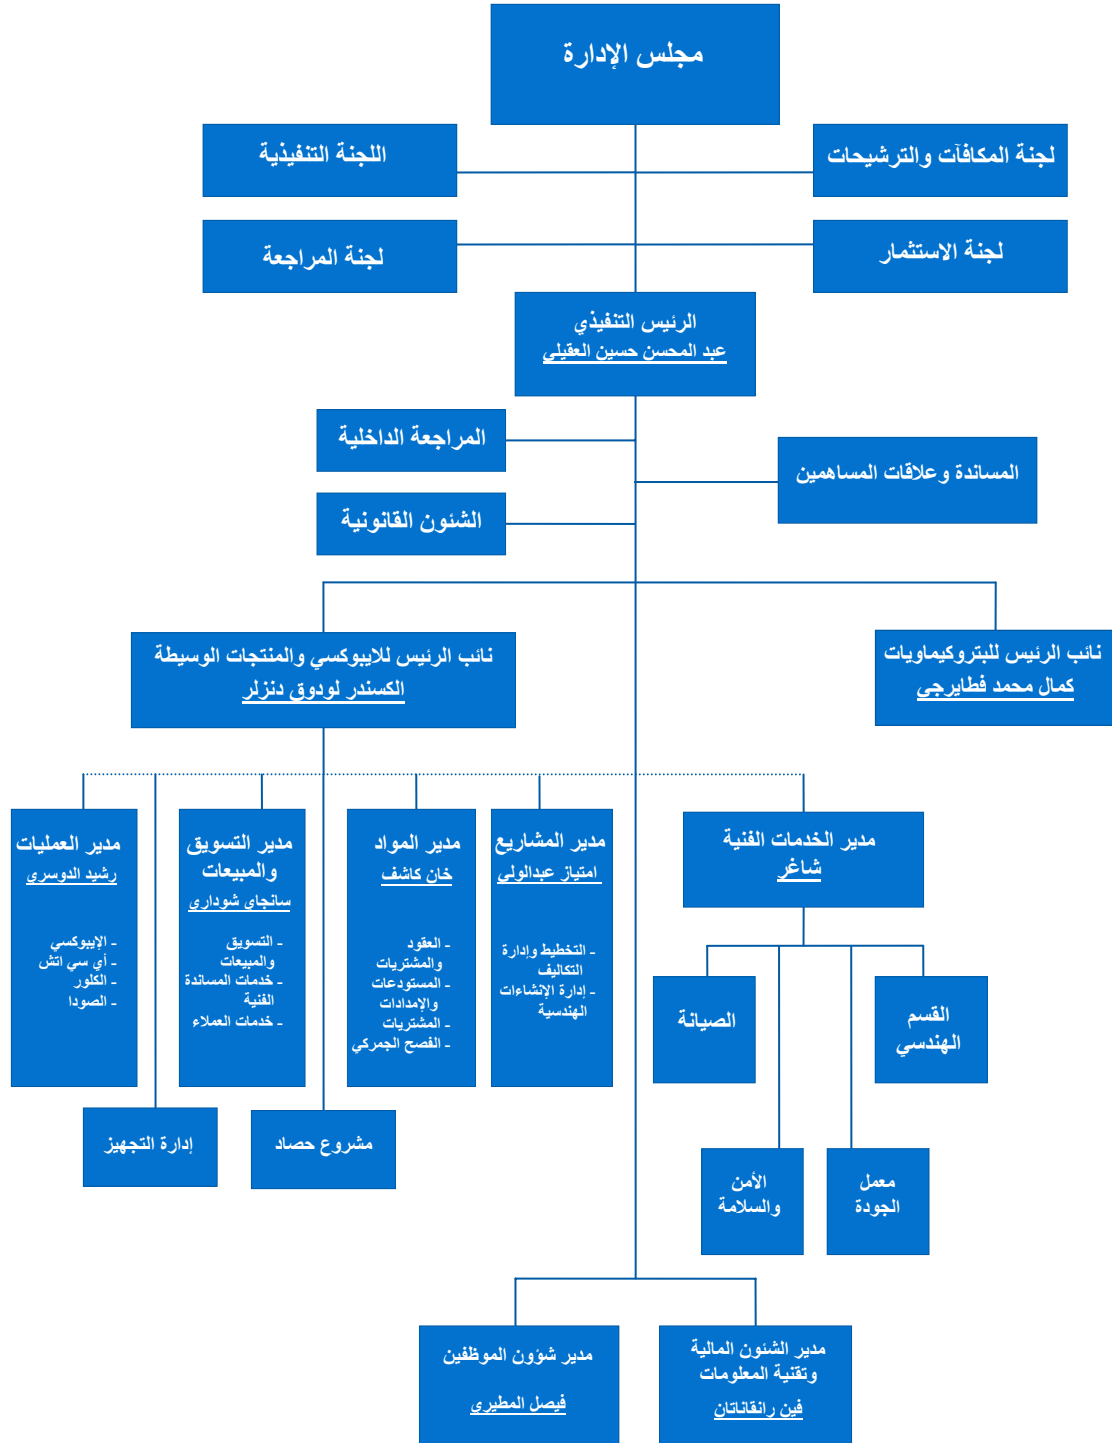 مجلس الإدارة
لجنة المكافآت والترشيحات
اللجنة التنفيذية
لجنة الاستثمار
لجنة المراجعة
الرئيس التنفيذي
عبد المحسن حسين العقيلي
المراجعة الداخلية
المساندة وعلاقات المساهمين
الشئون القانونية
نائب الرئيس للبتروكيماويات
كمال محمد فطايرجي
نائب الرئيس للايبوكسي والمنتجات الوسيطة
الكسندر لودوق دنزلر
مدير الخدمات الفنية
شاغر
مدير المشاريع
امتياز عبدالولي
- التخطيط وإدارة
التكاليف
- إدارة الإنشاءات
الهندسية
مدير المواد
خان كاشف
- العقود
والمشتريات
- المستودعات
والإمدادات
- المشتريات
- الفصح الجمركي
مدير التسويق
والمبيعات
سانجاي شوداري
- التسويق
والمبيعات
- خدمات المساندة
الفنية
- خدمات العملاء
مدير العمليات
رشيد الدوسري
- الإيبوكسي
- أي سي اتش
- الكلور
- الصودا
القسم
الهندسي
الصيانة
مشروع حصاد
إدارة التجهيز
معمل
الجودة
الأمن
والسلامة
مدير الشئون المالية
وتقنية المعلومات
فين رانقاناتان
مدير شؤون الموظفين
فيصل المطيري